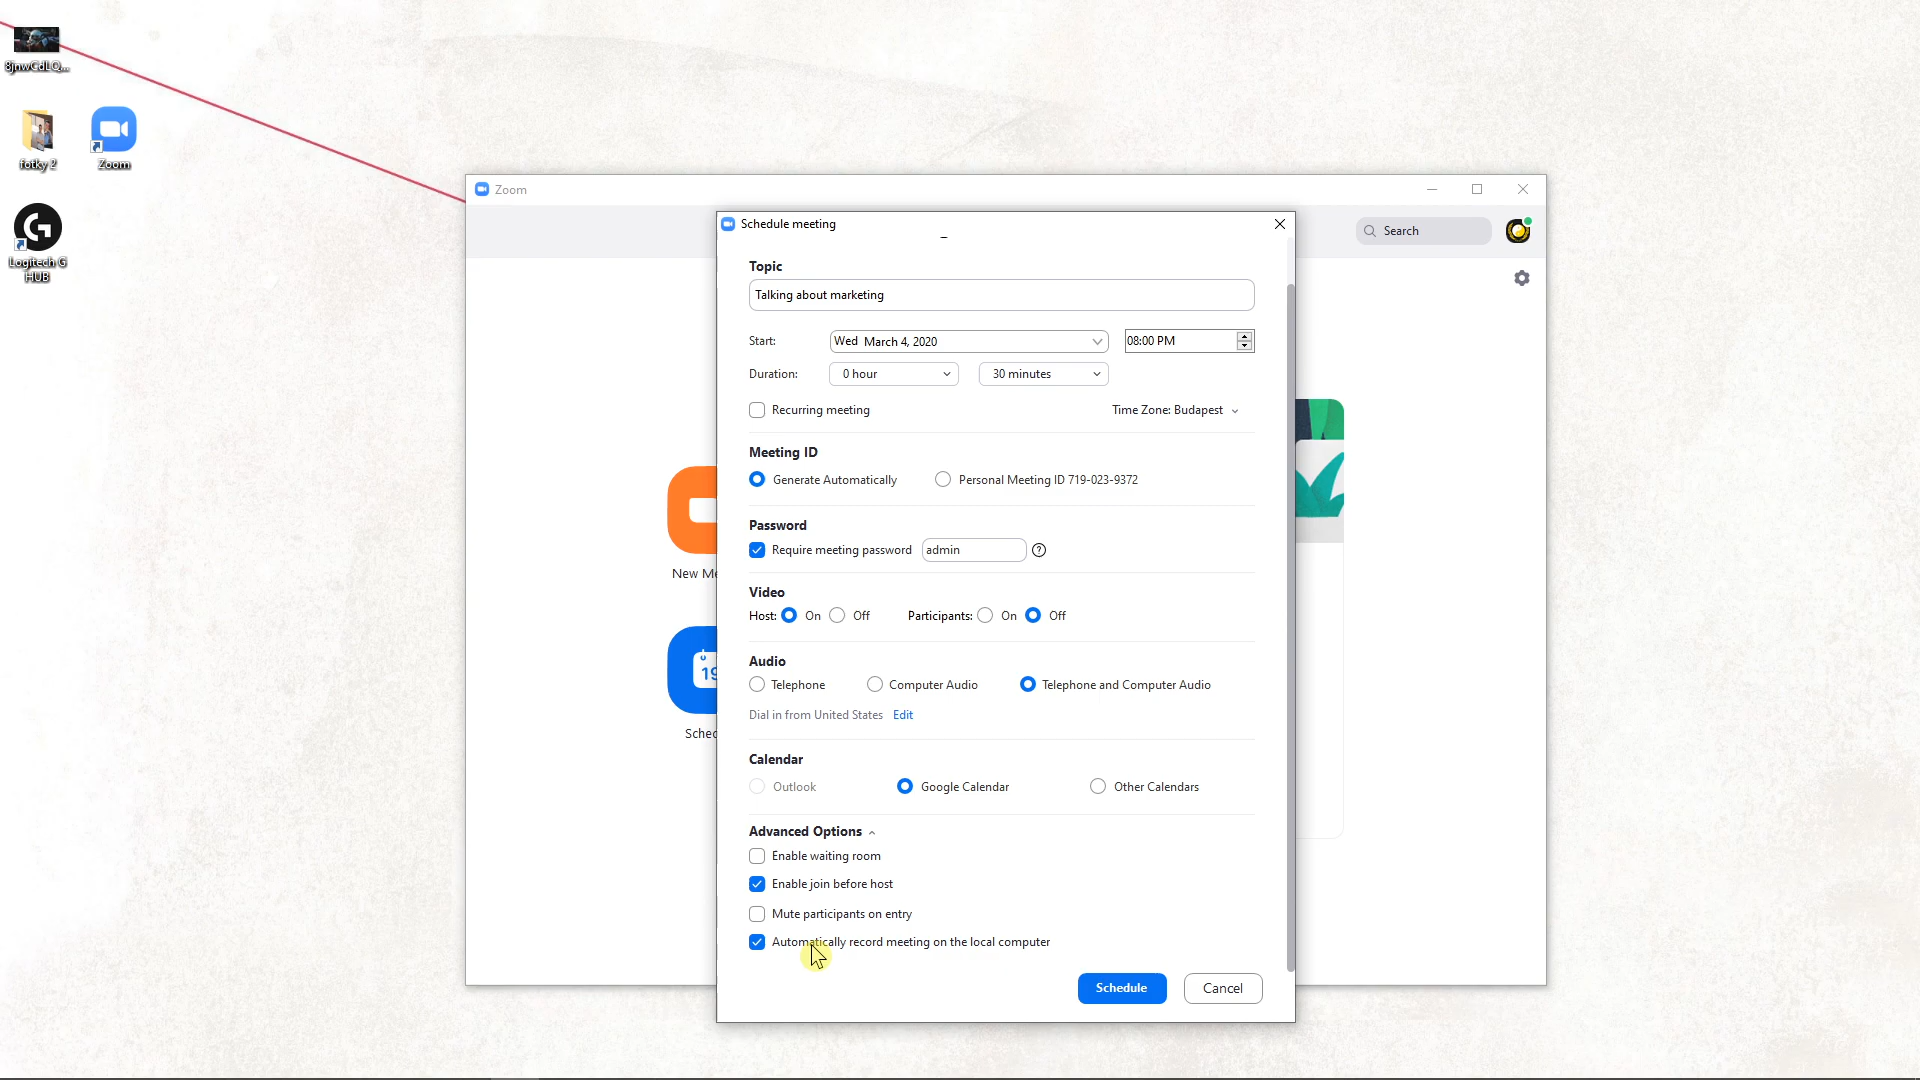 8jnwCdLQ...
fotky 2
Zoom
Logitech G
HUB
Zoom
Search
Schedule meeting
Topic
Talking about marketing
Start: Wed March 4, 2020 08:00 PM
Duration: 0 hour 30 minutes
Recurring meeting Time Zone: Budapest
Meeting ID
Generate Automatically Personal Meeting ID 719-023-9372
Password
Require meeting password admin ?
Video
Host: On Off Participants: On Off
Audio
Telephone Computer Audio Telephone and Computer Audio
Dial in from United States Edit
Calendar
Outlook Google Calendar Other Calendars
Advanced Options
Enable waiting room
Enable join before host
Mute participants on entry
Automatically record meeting on the local computer
Schedule Cancel
New Me
19
Sched